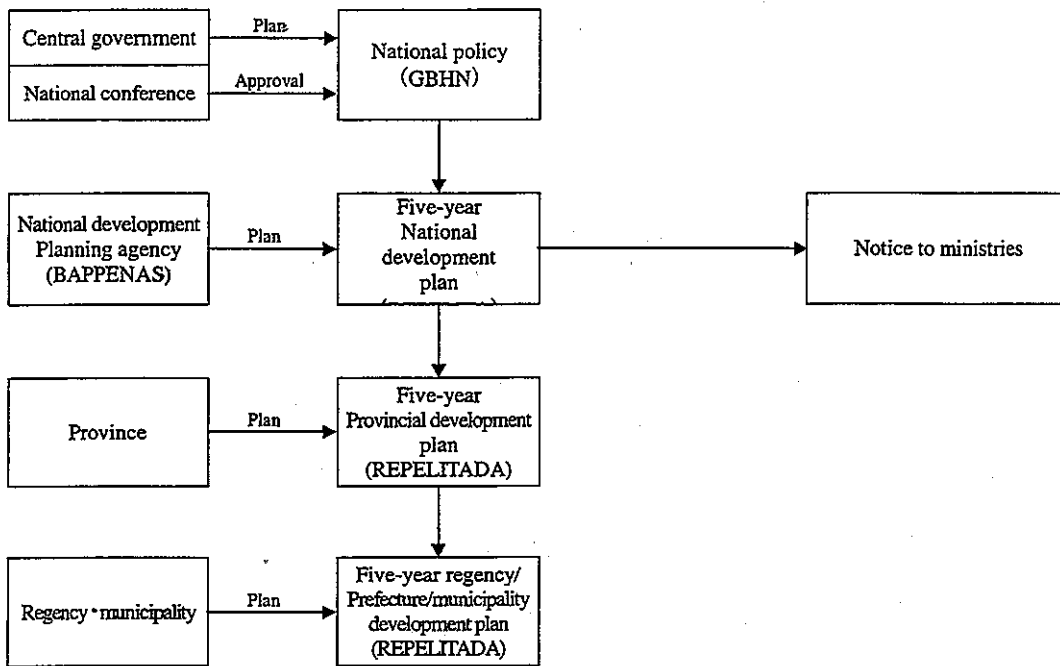 Central government
Plan
National policy
(GBHN)
National conference
Approval
National development
Planning agency
(BAPPENAS)
Plan
Five-year
National
development
plan
Notice to ministries
Province
Plan
Five-year
Provincial development
plan
(REPELITADA)
Regency・municipality
Plan
Five-year regency/
Prefecture/municipality
development plan
(REPELITADA)